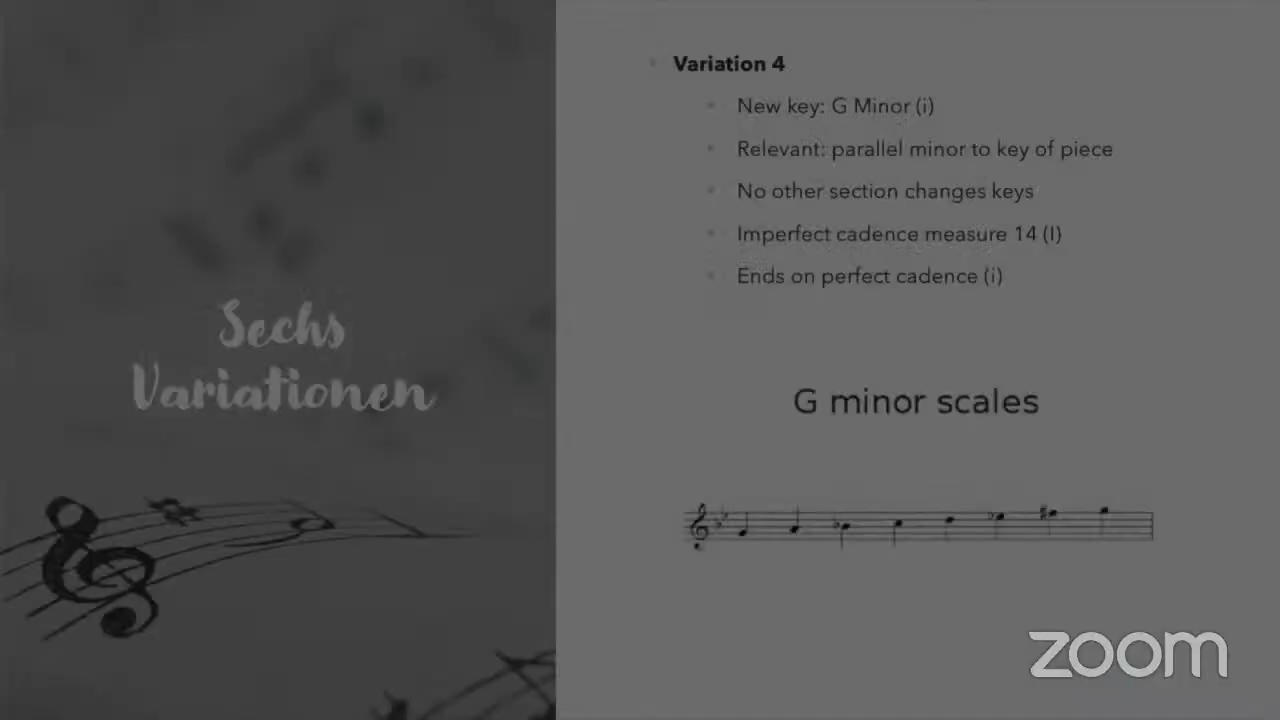 Sechs
Variationen
Variation 4
New key: G Minor (i)
Relevant: parallel minor to key of piece
No other section changes keys
Imperfect cadence measure 14 (I)
Ends on perfect cadence (i)
G minor scales
zoom